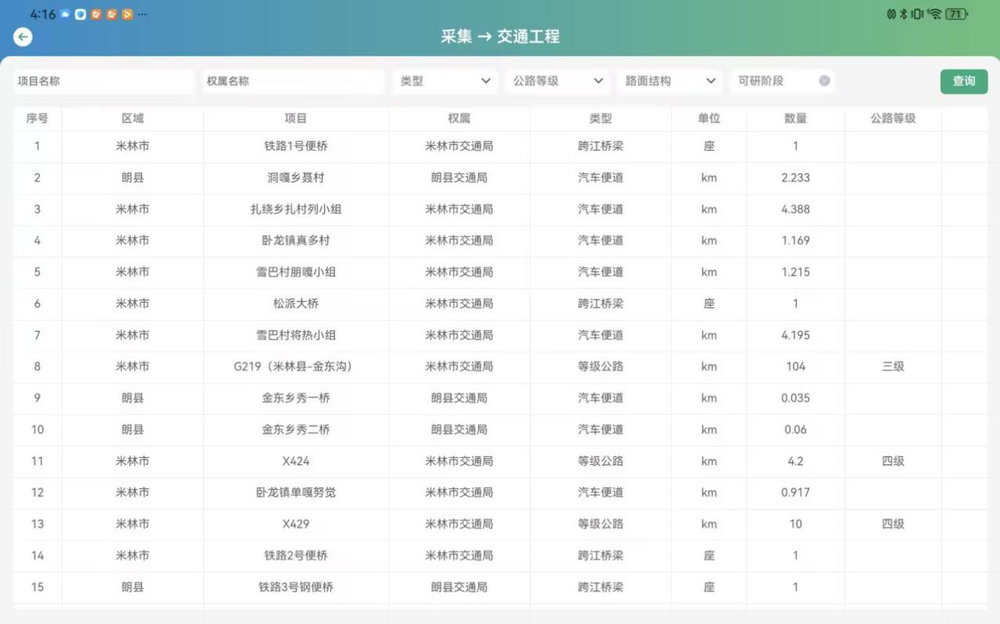 4:16 ··· 71
采集 → 交通工程
项目名称 权属名称 类型 公路等级 路面结构 可研阶段 查询
序号 区域 项目 权属 类型 单位 数量 公路等级
1 米林市 铁路1号便桥 米林市交通局 跨江桥梁 座 1
2 朗县 洞嘎乡聂村 朗县交通局 汽车便道 km 2.233
3 米林市 扎绕乡扎村列小组 米林市交通局 汽车便道 km 4.388
4 米林市 卧龙镇真多村 米林市交通局 汽车便道 km 1.169
5 米林市 雪巴村朋嘎小组 米林市交通局 汽车便道 km 1.215
6 米林市 松派大桥 米林市交通局 跨江桥梁 座 1
7 米林市 雪巴村将热小组 米林市交通局 汽车便道 km 4.195
8 米林市 G219（米林县-金东沟） 米林市交通局 等级公路 km 104 三级
9 朗县 金东乡秀一桥 朗县交通局 汽车便道 km 0.035
10 朗县 金东乡秀二桥 朗县交通局 汽车便道 km 0.06
11 米林市 X424 米林市交通局 等级公路 km 4.2 四级
12 米林市 卧龙镇单嘎努觉 米林市交通局 汽车便道 km 0.917
13 米林市 X429 米林市交通局 等级公路 km 10 四级
14 米林市 铁路2号便桥 米林市交通局 跨江桥梁 座 1
15 朗县 铁路3号钢便桥 朗县交通局 跨江桥梁 座 1